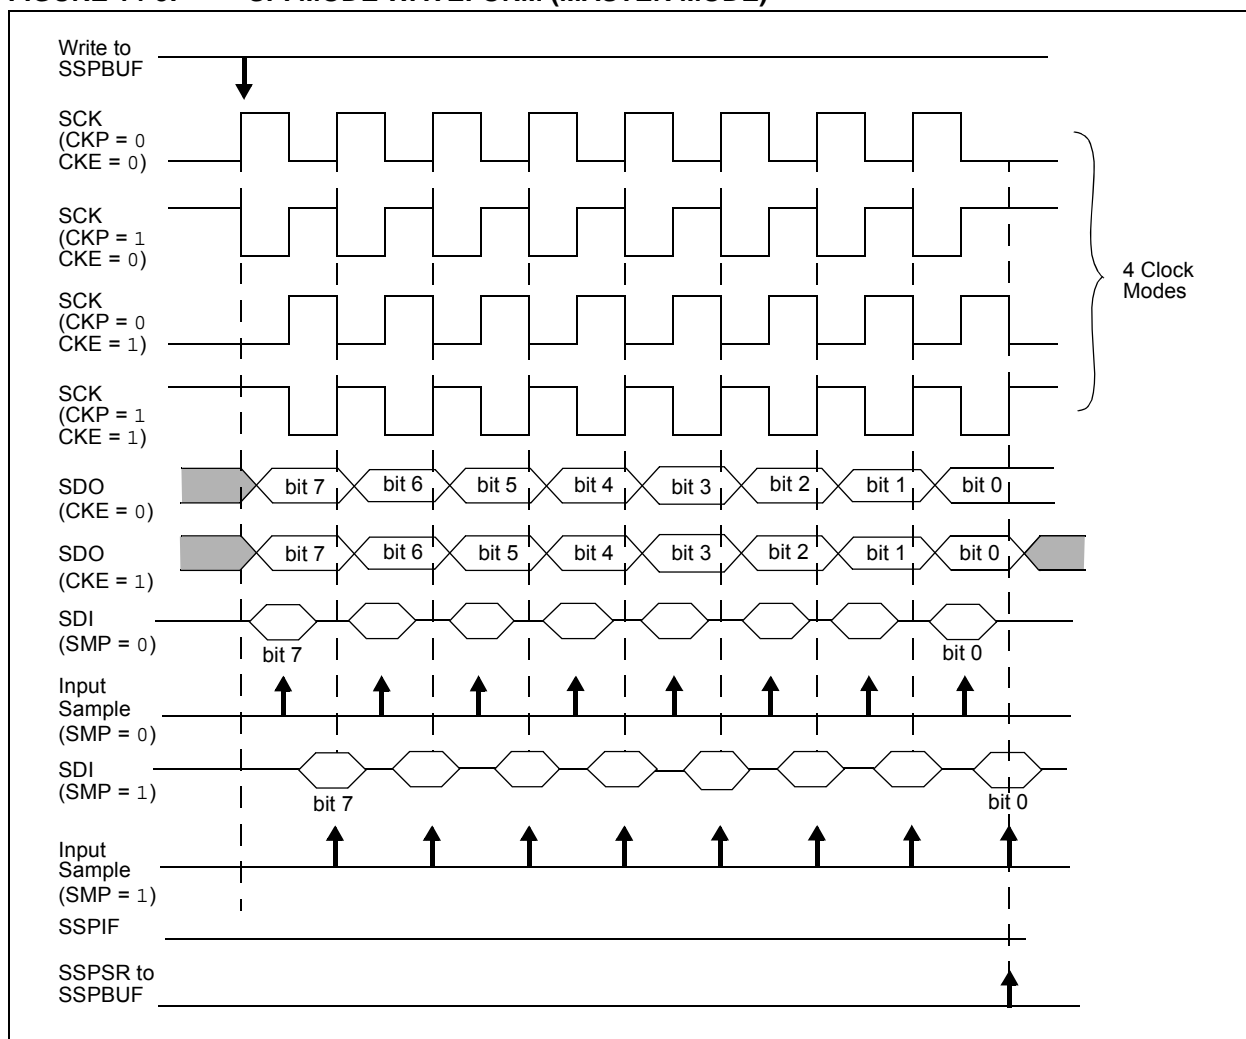 Write to
SSPBUF
SCK
(CKP = 0
CKE = 0)
SCK
(CKP = 1
CKE = 0)
SCK
(CKP = 0
CKE = 1)
SCK
(CKP = 1
CKE = 1)
4 Clock
Modes
SDO
(CKE = 0)
bit 7 bit 6 bit 5 bit 4 bit 3 bit 2 bit 1 bit 0
SDO
(CKE = 1)
bit 7 bit 6 bit 5 bit 4 bit 3 bit 2 bit 1 bit 0
SDI
(SMP = 0)
bit 7 bit 0
Input
Sample
(SMP = 0)
SDI
(SMP = 1)
bit 7 bit 0
Input
Sample
(SMP = 1)
SSPIF
SSPSR to
SSPBUF